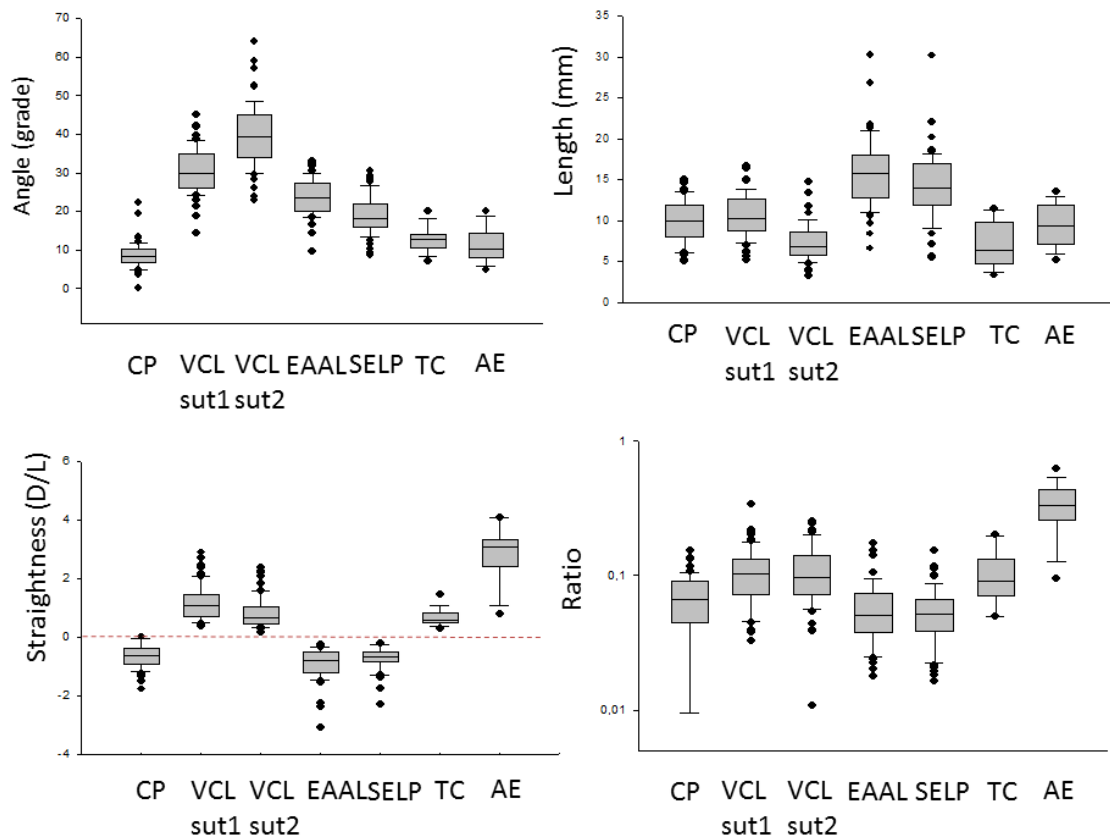 Angle (grade)
70
60
50
40
30
20
10
0
CP VCL VCL EAAL SELP TC AE
sut1 sut2
Length (mm)
35
30
25
20
15
10
5
0
CP VCL VCL EAAL SELP TC AE
sut1 sut2
Straightness (D/L)
6
4
2
0
-2
-4
CP VCL VCL EAAL SELP TC AE
sut1 sut2
Ratio
1
0,1
0,01
CP VCL VCL EAAL SELP TC AE
sut1 sut2